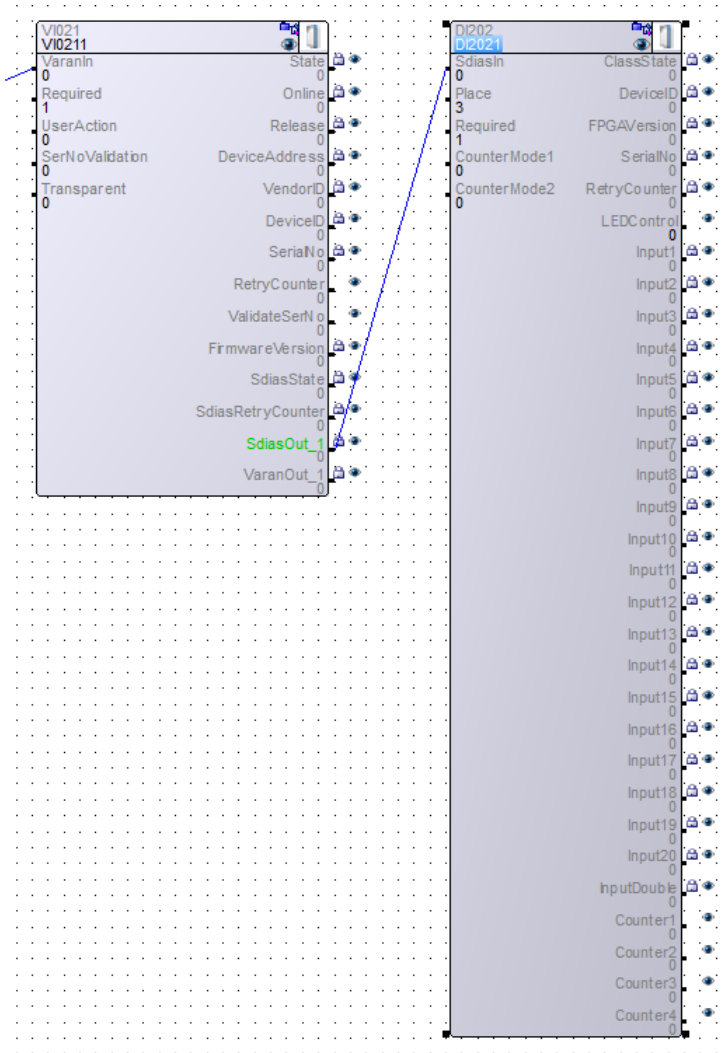 VI021
VI0211
VaranIn State
0 0
Required Online
1 0
UserAction Release
0 0
SerNoValidation DeviceAddress
0 0
Transparent VendorID
0 0
DeviceID
0
SerialNo
0
RetryCounter
0
ValidateSerNo
0
FirmwareVersion
0
SdiasState
0
SdiasRetryCounter
0
SdiasOut_1
0
VaranOut_1
0
DI202
DI2021
SdiasIn ClassState
0 0
Place DeviceID
3 0
Required FPGAVersion
1 0
CounterMode1 SerialNo
0 0
CounterMode2 RetryCounter
0 0
LEDControl
0
Input1
0
Input2
0
Input3
0
Input4
0
Input5
0
Input6
0
Input7
0
Input8
0
Input9
0
Input10
0
Input11
0
Input12
0
Input13
0
Input14
0
Input15
0
Input16
0
Input17
0
Input18
0
Input19
0
Input20
0
InputDouble
0
Counter1
0
Counter2
0
Counter3
0
Counter4
0